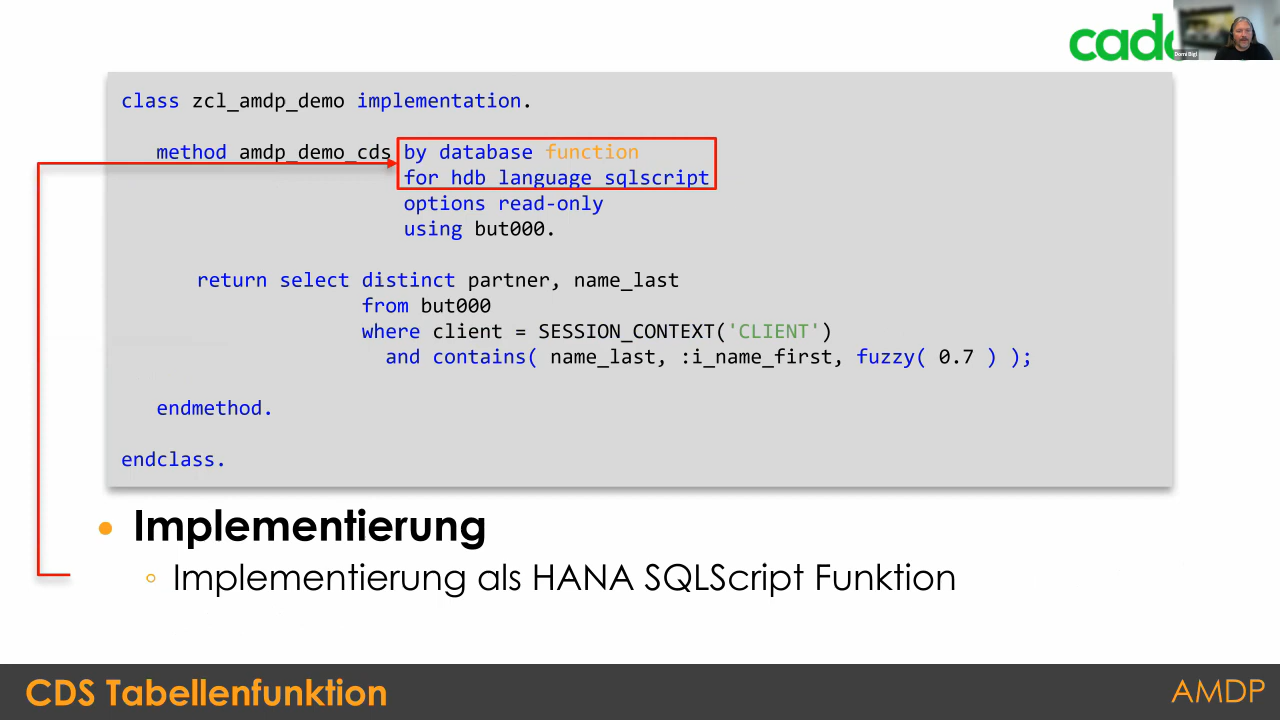 Domi Bigl
class zcl_amdp_demo implementation.
method amdp_demo_cds by database function
for hdb language sqlscript
options read-only
using but000.
return select distinct partner, name_last
from but000
where client = SESSION_CONTEXT('CLIENT')
and contains( name_last, :i_name_first, fuzzy( 0.7 ) );
endmethod.
endclass.
• Implementierung
◦ Implementierung als HANA SQLScript Funktion
CDS Tabellenfunktion
AMDP